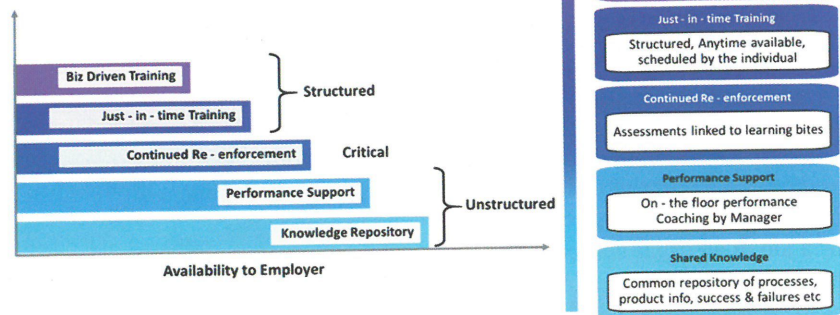 Biz Driven Training
Just - in - time Training
Continued Re - enforcement
Performance Support
Knowledge Repository
Structured
Critical
Unstructured
Availability to Employer
Just - in - time Training
Structured, Anytime available,
scheduled by the individual
Continued Re - enforcement
Assessments linked to learning bites
Performance Support
On - the floor performance
Coaching by Manager
Shared Knowledge
Common repository of processes,
product info, success & failures etc